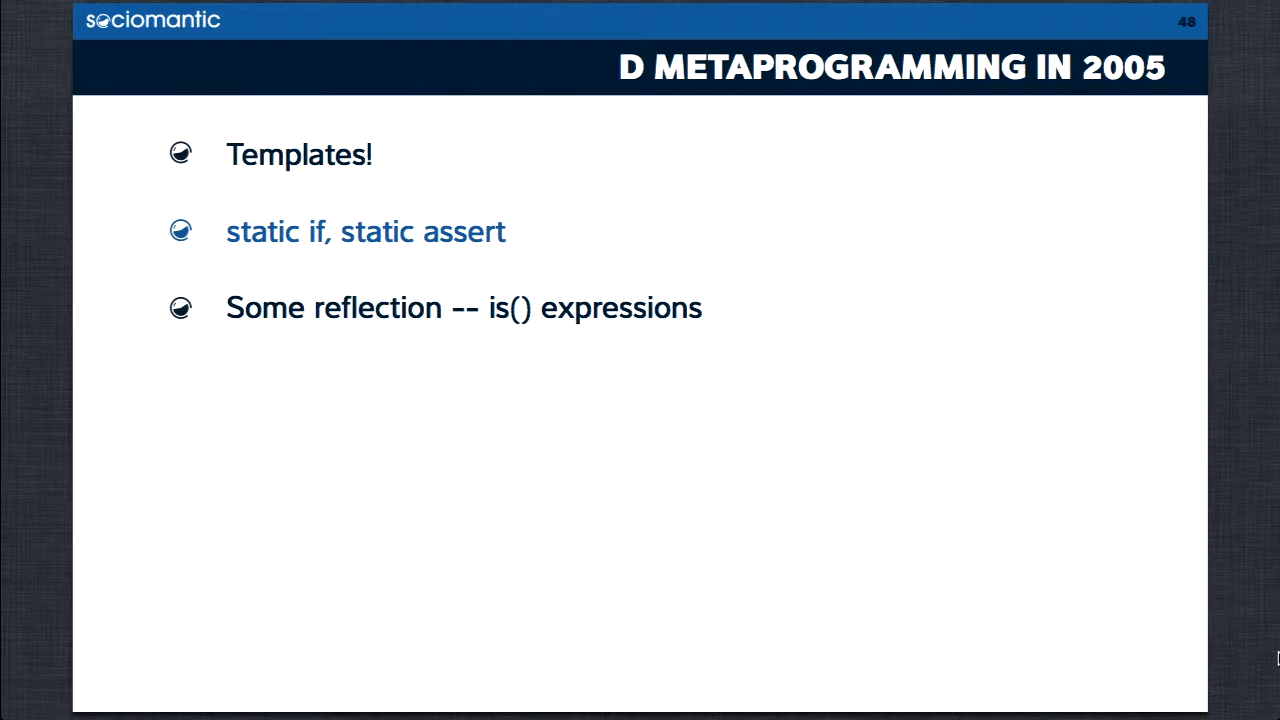 sociomantic
48
D METAPROGRAMMING IN 2005
Templates!
static if, static assert
Some reflection -- is() expressions